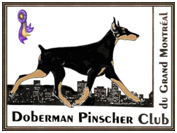 Doberman Pinscher Club
du Grand Montréal